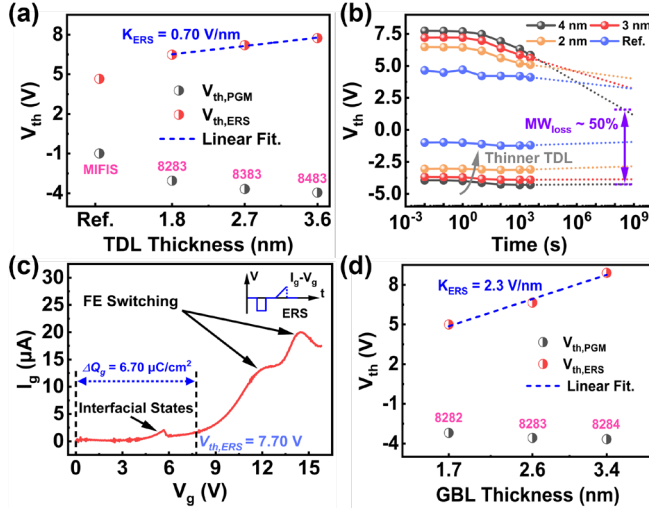 (a)
K_ERS = 0.70 V/nm
V_th (V)
11
6
1
-4
MIFIS
8283
8383
8483
V_th,PGM
V_th,ERS
Linear Fit.
Ref.
1.8
2.7
3.6
TDL Thickness (nm)
(b)
4 nm
3 nm
2 nm
Ref.
V_th (V)
7.5
5.0
2.5
0.0
-2.5
-5.0
MW_loss ~ 50%
Thinner TDL
10^-3
10^0
10^3
10^6
10^9
Time (s)
(c)
V
I_g-V_g
t
ERS
FE Switching
I_g (μA)
35
30
25
20
15
10
5
0
ΔQ_g = 6.70 μC/cm²
Interfacial States
V_th,ERS = 7.70 V
0
3
6
9
12
15
V_g (V)
(d)
K_ERS = 2.3 V/nm
V_th (V)
11
6
1
-4
V_th,PGM
V_th,ERS
Linear Fit.
8282
8283
8284
1.7
2.6
3.4
GBL Thickness (nm)